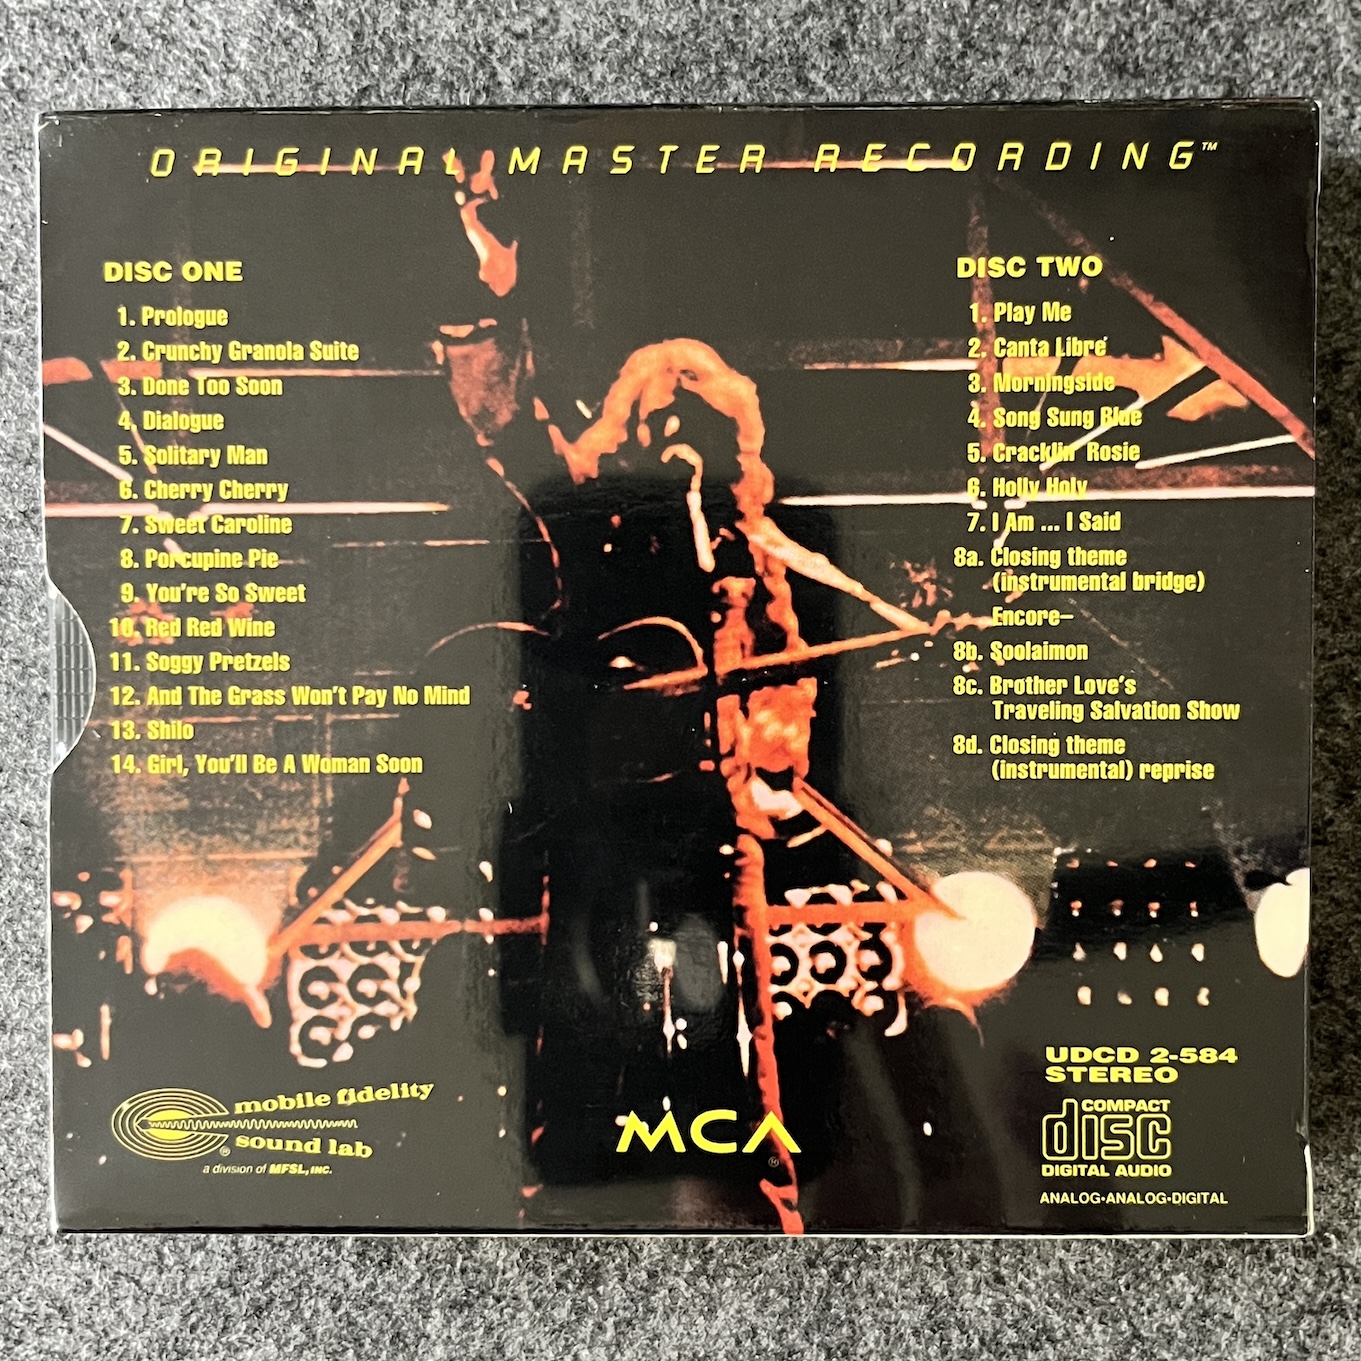 ORIGINAL MASTER RECORDING™
DISC ONE
1. Prologue
2. Crunchy Granola Suite
3. Done Too Soon
4. Dialogue
5. Solitary Man
6. Cherry Cherry
7. Sweet Caroline
8. Porcupine Pie
9. You're So Sweet
10. Red Red Wine
11. Soggy Pretzels
12. And The Grass Won't Pay No Mind
13. Shilo
14. Girl, You'll Be A Woman Soon
DISC TWO
1. Play Me
2. Canta Libré
3. Morningside
4. Song Sung Blue
5. Cracklin' Rosie
6. Holly Holy
7. I Am ... I Said
8a. Closing theme
(instrumental bridge)
Encore–
8b. Soolaimon
8c. Brother Love's
Traveling Salvation Show
8d. Closing theme
(instrumental) reprise
mobile fidelity
sound lab
®
a division of MFSL, INC.
MCA
®
UDCD 2-584
STEREO
COMPACT
disc
DIGITAL AUDIO
ANALOG•ANALOG•DIGITAL